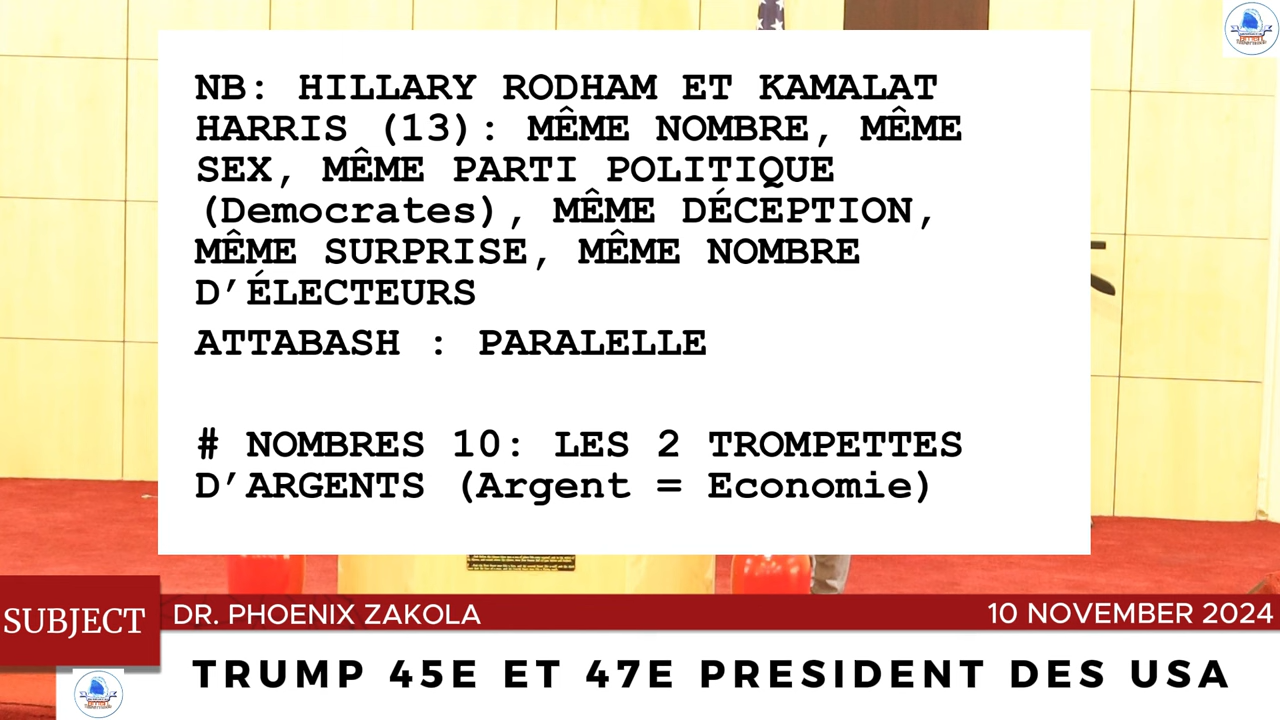 NB: HILLARY RODHAM ET KAMALAT
HARRIS (13): MÊME NOMBRE, MÊME
SEX, MÊME PARTI POLITIQUE
(Democrates), MÊME DÉCEPTION,
MÊME SURPRISE, MÊME NOMBRE
D’ÉLECTEURS
ATTABASH : PARALELLE
# NOMBRES 10: LES 2 TROMPETTES
D’ARGENTS (Argent = Economie)
SUBJECT
DR. PHOENIX ZAKOLA
10 NOVEMBER 2024
TRUMP 45E ET 47E PRESIDENT DES USA